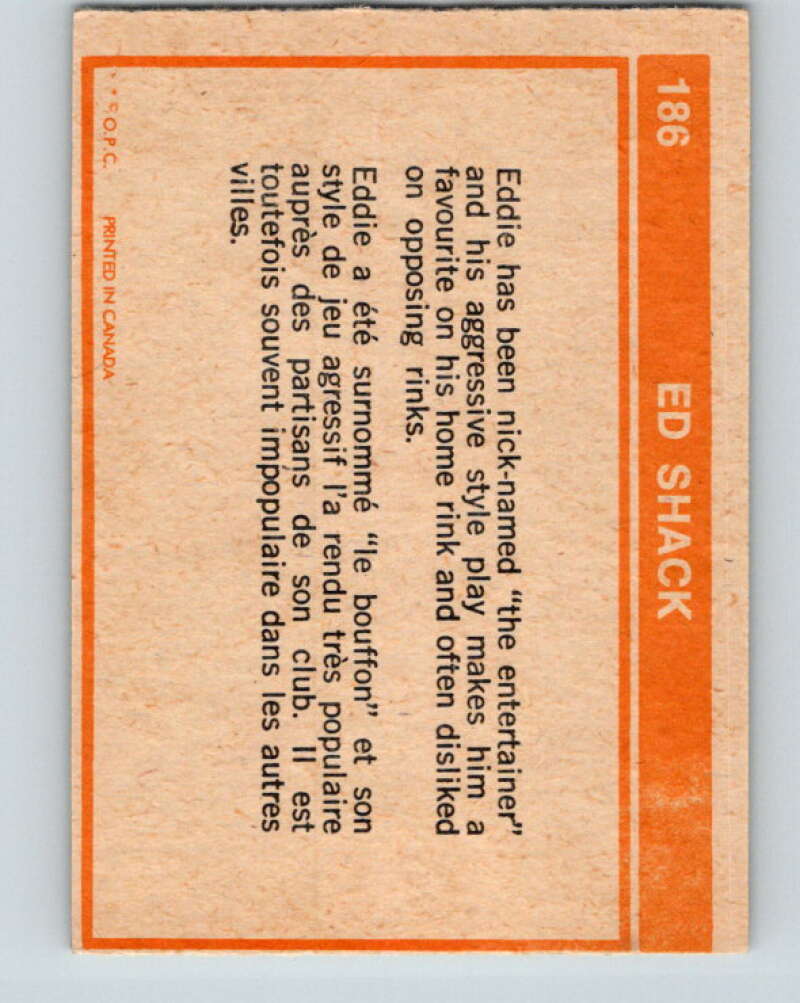 186 ED SHACK
Eddie has been nick-named "the entertainer"
and his aggressive style play makes him a
favourite on his home rink and often disliked
on opposing rinks.
Eddie a été surnommé "le bouffon" et son
style de jeu agressif l'a rendu très populaire
auprès des partisans de son club. Il est
toutefois souvent impopulaire dans les autres
villes.
* * © O.P.C. PRINTED IN CANADA